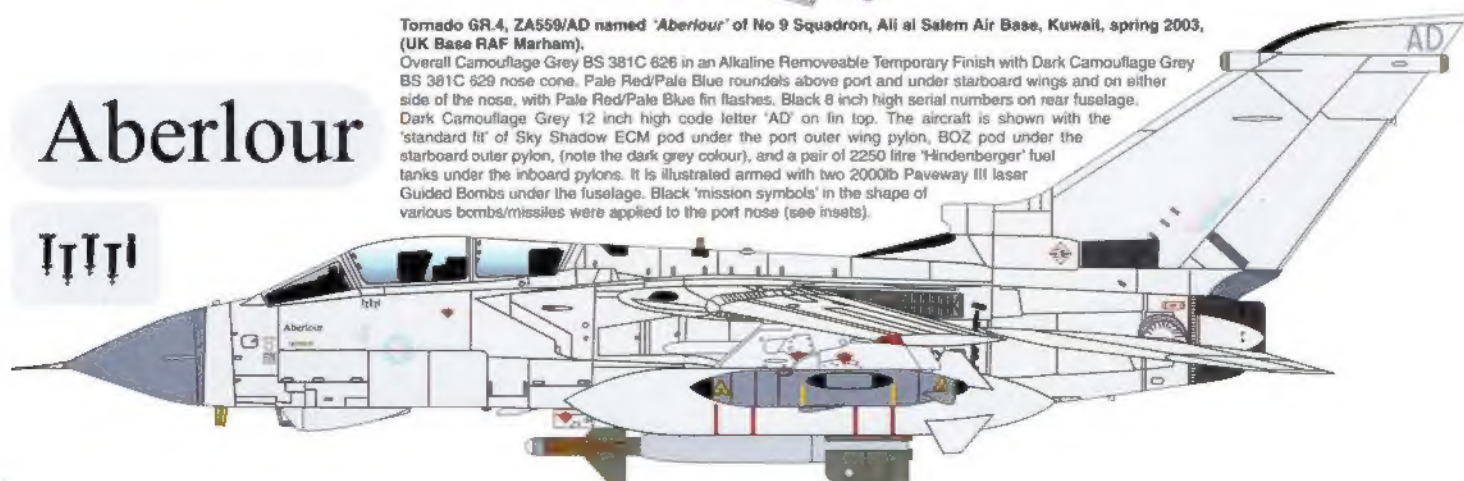 Tornado GR.4, ZA559/AD named 'Aberlour' of No 9 Squadron, Ali al Salem Air Base, Kuwait, spring 2003,
(UK Base RAF Marham).
Overall Camouflage Grey BS 381C 626 in an Alkaline Removeable Temporary Finish with Dark Camouflage Grey
BS 381C 629 nose cone. Pale Red/Pale Blue roundels above port and under starboard wings and on either
side of the nose, with Pale Red/Pale Blue fin flashes. Black 8 inch high serial numbers on rear fuselage.
Dark Camouflage Grey 12 inch high code letter 'AD' on fin top. The aircraft is shown with the
'standard fit' of Sky Shadow ECM pod under the port outer wing pylon, BOZ pod under the
starboard outer pylon, (note the dark grey colour), and a pair of 2250 litre 'Hindenberger' fuel
tanks under the inboard pylons. It is illustrated armed with two 2000lb Paveway III laser
Guided Bombs under the fuselage. Black 'mission symbols' in the shape of
various bombs/missiles were applied to the port nose (see insets).
AD
Aberlour
Aberlour